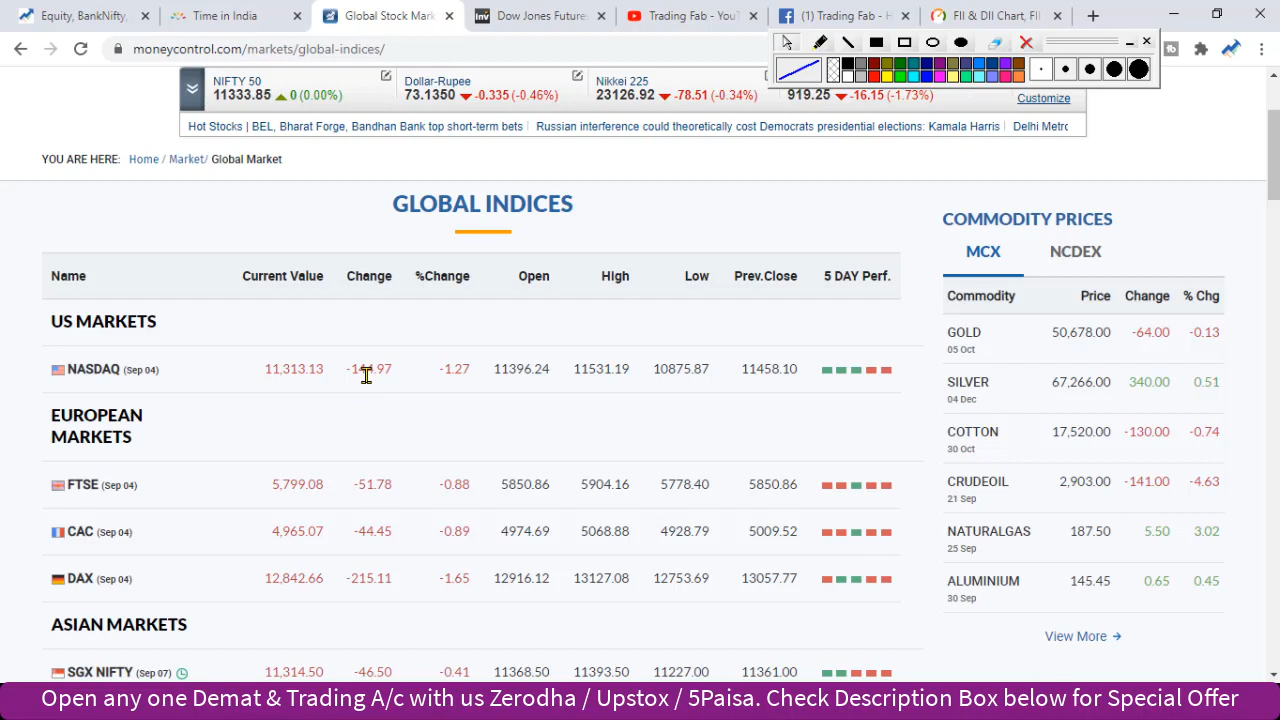 Equity, BankNifty,
Time in India
Global Stock Mark
Dow Jones Future
Trading Fab - YouT
(1) Trading Fab - H
FII & DII Chart, FII
moneycontrol.com/markets/global-indices/
NIFTY 50
11333.85 0 (0.00%)
Dollar-Rupee
73.1350 -0.335 (-0.46%)
Nikkei 225
23126.92 -78.51 (-0.34%)
919.25 -16.15 (-1.73%)
Customize
Hot Stocks | BEL, Bharat Forge, Bandhan Bank top short-term bets
Russian interference could theoretically cost Democrats presidential elections: Kamala Harris
Delhi Metro
YOU ARE HERE: Home / Market/ Global Market
GLOBAL INDICES
Name Current Value Change %Change Open High Low Prev.Close 5 DAY Perf.
US MARKETS
NASDAQ (Sep 04) 11,313.13 -144.97 -1.27 11396.24 11531.19 10875.87 11458.10
EUROPEAN
MARKETS
FTSE (Sep 04) 5,799.08 -51.78 -0.88 5850.86 5904.16 5778.40 5850.86
CAC (Sep 04) 4,965.07 -44.45 -0.89 4974.69 5068.88 4928.79 5009.52
DAX (Sep 04) 12,842.66 -215.11 -1.65 12916.12 13127.08 12753.69 13057.77
ASIAN MARKETS
SGX NIFTY (Sep 07) 11,314.50 -46.50 -0.41 11368.50 11393.50 11227.00 11361.00
COMMODITY PRICES
MCX NCDEX
Commodity Price Change % Chg
GOLD 50,678.00 -64.00 -0.13
05 Oct
SILVER 67,266.00 340.00 0.51
04 Dec
COTTON 17,520.00 -130.00 -0.74
30 Oct
CRUDEOIL 2,903.00 -141.00 -4.63
21 Sep
NATURALGAS 187.50 5.50 3.02
25 Sep
ALUMINIUM 145.45 0.65 0.45
30 Sep
View More
Open any one Demat & Trading A/c with us Zerodha / Upstox / 5Paisa. Check Description Box below for Special Offer